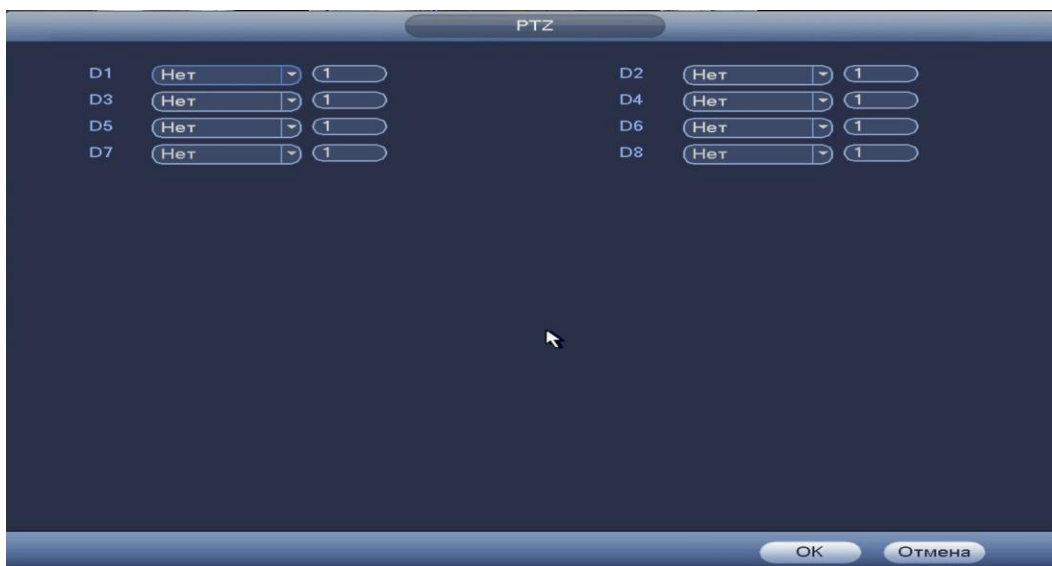 PTZ
D1 Нет 1 D2 Нет 1
D3 Нет 1 D4 Нет 1
D5 Нет 1 D6 Нет 1
D7 Нет 1 D8 Нет 1
OK Отмена